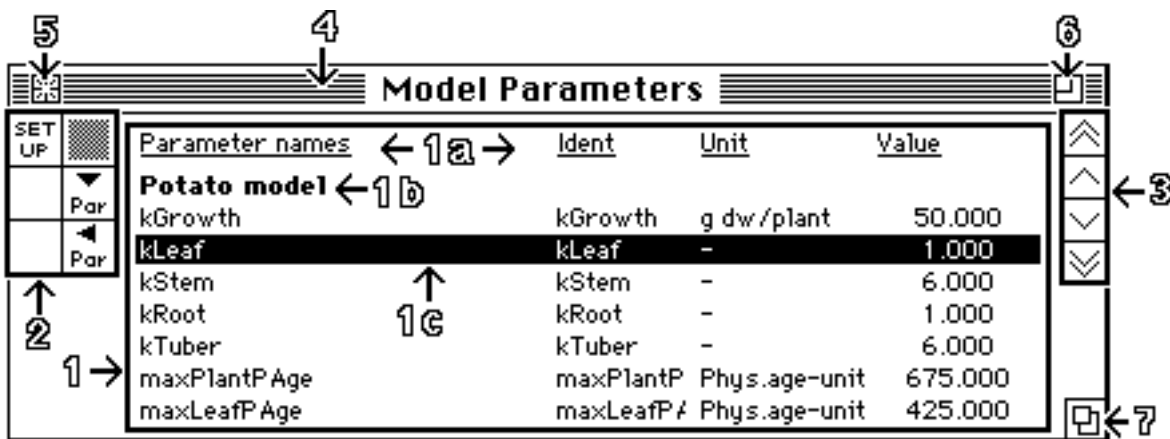 5 4 6
Model Parameters
SET UP
Parameter names 1a Ident Unit Value
Potato model 1b
Par
kGrowth kGrowth g dw/plant 50.000
3
kLeaf kLeaf - 1.000
Par
kStem kStem - 6.000
1c
kRoot kRoot - 1.000
2
kTuber kTuber - 6.000
1
maxPlantPAge maxPlantP Phys.age-unit 675.000
maxLeafPAge maxLeafPA Phys.age-unit 425.000
7